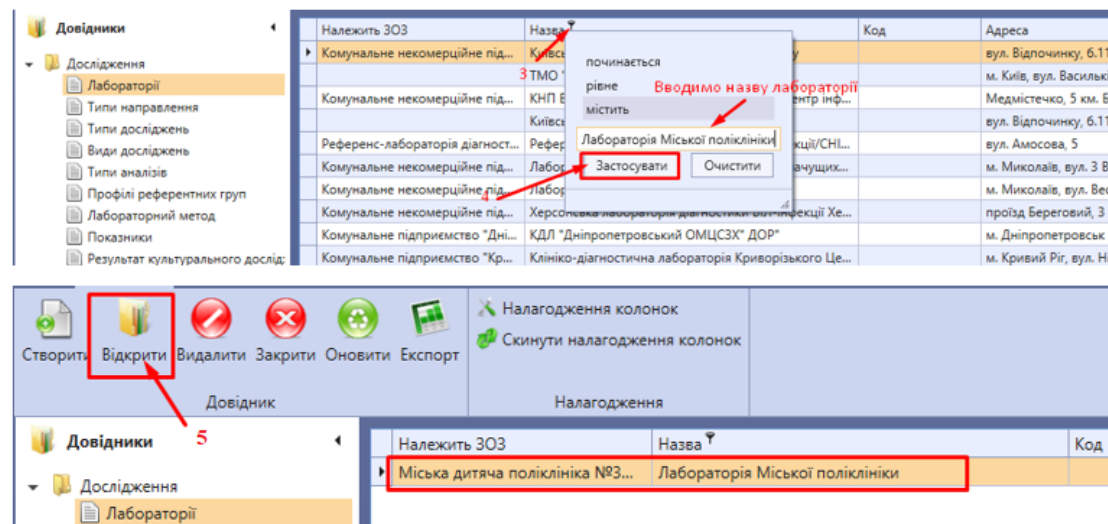 Довідники
Дослідження
Лабораторії
Типи направлення
Типи досліджень
Види досліджень
Типи аналізів
Профілі референтних груп
Лабораторний метод
Показники
Результат культурального дослід:
Належить ЗОЗ Назва Код Адреса
Комунальне некомерційне під... вул. Відпочинку, б.11
3 ТМО м. Київ, вул. Васильк
Комунальне некомерційне під... КНП нтр інф... Медмістечко, 5 км. Б
вул. Відпочинку, б.11
Референс-лабораторія діагност... кції/СНІ... вул. Амосова, 5
Комунальне некомерційне під... ачущих... м. Миколаїв, вул. 3 В
Комунальне некомерційне під... м. Миколаїв, вул. Вес
Комунальне некомерційне під... Херсонська лабораторія діагностики ВІЛ-інфекції Хе... проїзд Береговий, 3
Комунальне підприємство "Дні... КДЛ "Дніпропетровський ОМЦСЗХ" ДОР" м. Дніпропетровськ
Комунальне підприємство "Кр... Клініко-діагностична лабораторія Криворізького Це... м. Кривий Ріг, вул. Ні
починається
рівне
містить
Вводимо назву лабораторії
Лабораторія Міської поліклініки
Застосувати Очистити
4
Створити Відкрити Видалити Закрити Оновити Експорт
Довідник
Налагодження колонок
Скинути налагодження колонок
Налагодження
5
Довідники
Дослідження
Лабораторії
Належить ЗОЗ Назва Код
Міська дитяча поліклініка №3... Лабораторія Міської поліклініки